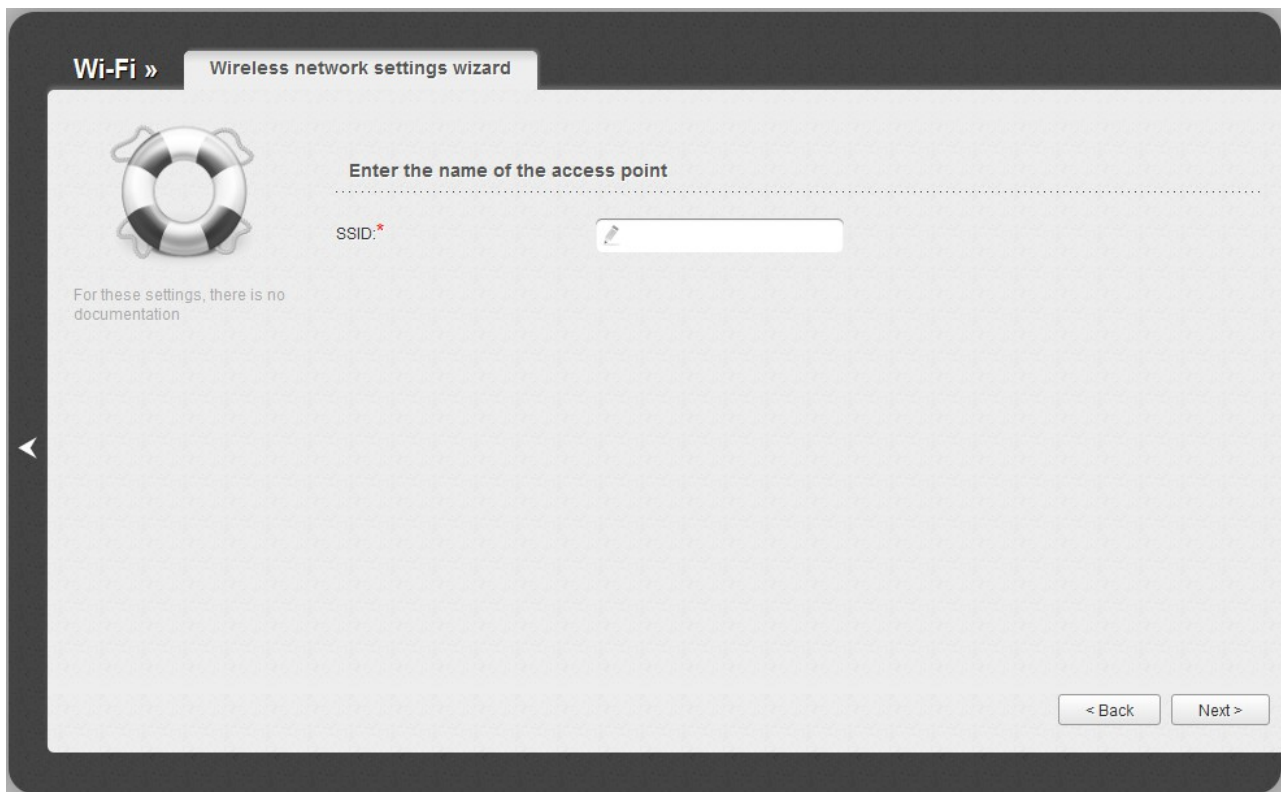 Wi-Fi »
Wireless network settings wizard
Enter the name of the access point
SSID:*
For these settings, there is no
documentation
< Back
Next >